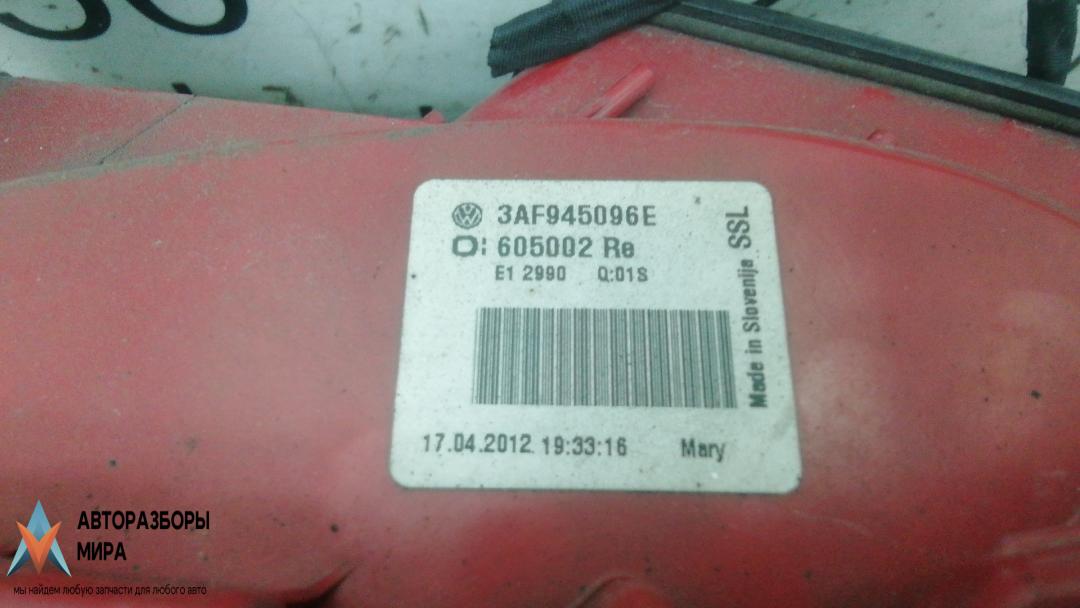 3AF945096E
O: 605002 Re
E1 2990 Q:01S
Made in Slovenija SSL
17.04.2012 19:33:16 Mary
АВТОРАЗБОРЫ
МИРА
мы найдем любую запчасти для любого авто